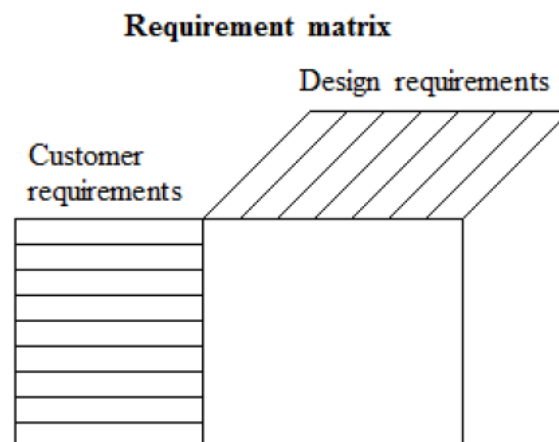 Requirement matrix
Design requirements
Customer
requirements